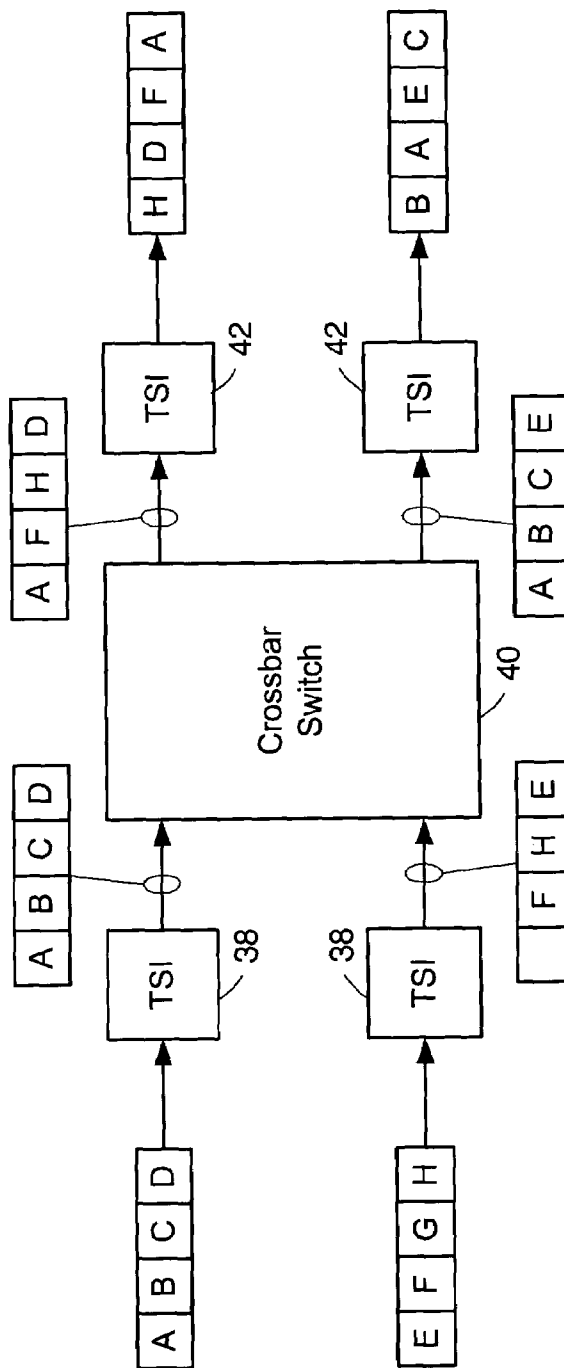 A B C D
A F H D
A B C D
TSI
38
Crossbar
Switch
40
TSI
42
H D F A
E F G H
TSI
38
F H E
TSI
42
A B C E
B A E C